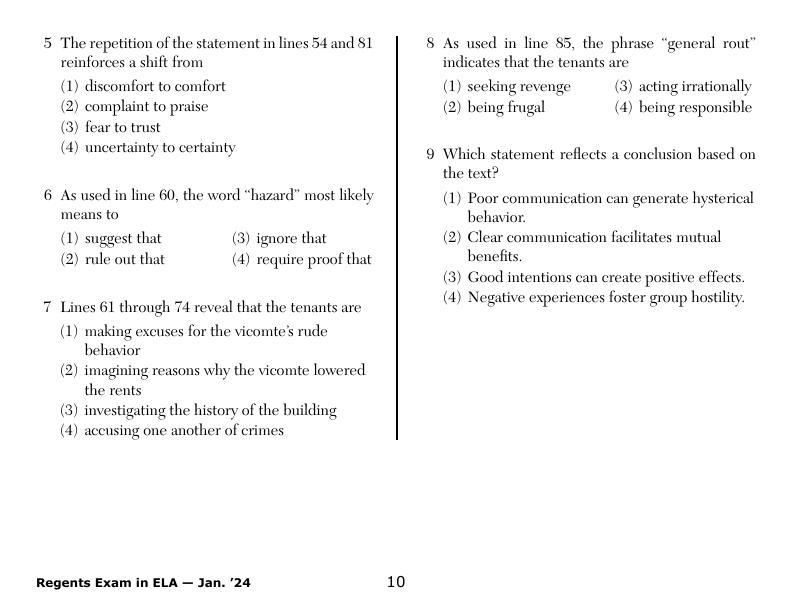 5 The repetition of the statement in lines 54 and 81
reinforces a shift from
(1) discomfort to comfort
(2) complaint to praise
(3) fear to trust
(4) uncertainty to certainty
6 As used in line 60, the word “hazard” most likely
means to
(1) suggest that (3) ignore that
(2) rule out that (4) require proof that
7 Lines 61 through 74 reveal that the tenants are
(1) making excuses for the vicomte’s rude
behavior
(2) imagining reasons why the vicomte lowered
the rents
(3) investigating the history of the building
(4) accusing one another of crimes
8 As used in line 85, the phrase “general rout”
indicates that the tenants are
(1) seeking revenge (3) acting irrationally
(2) being frugal (4) being responsible
9 Which statement reflects a conclusion based on
the text?
(1) Poor communication can generate hysterical
behavior.
(2) Clear communication facilitates mutual
benefits.
(3) Good intentions can create positive effects.
(4) Negative experiences foster group hostility.
Regents Exam in ELA — Jan. ’24 10